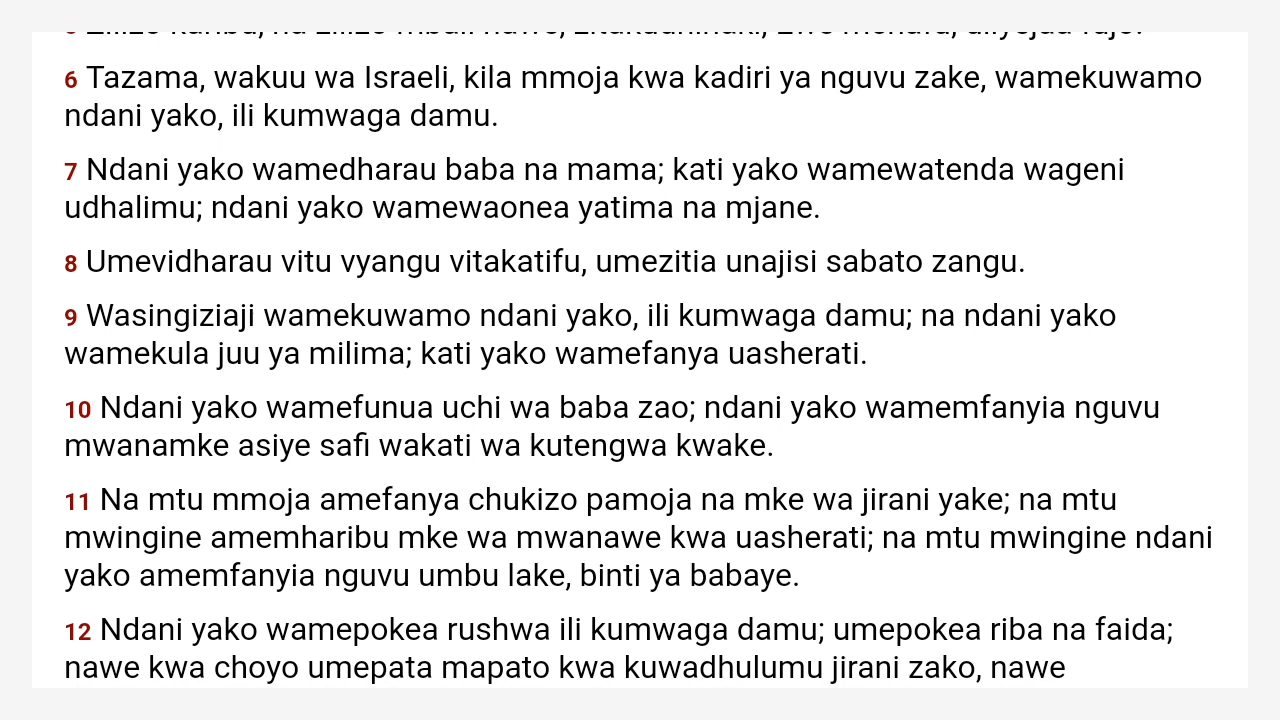 6 Tazama, wakuu wa Israeli, kila mmoja kwa kadiri ya nguvu zake, wamekuwamo
ndani yako, ili kumwaga damu.
7 Ndani yako wamedharau baba na mama; kati yako wamewatenda wageni
udhalimu; ndani yako wamewaonea yatima na mjane.
8 Umevidharau vitu vyangu vitakatifu, umezitia unajisi sabato zangu.
9 Wasingiziaji wamekuwamo ndani yako, ili kumwaga damu; na ndani yako
wamekula juu ya milima; kati yako wamefanya uasherati.
10 Ndani yako wamefunua uchi wa baba zao; ndani yako wamemfanyia nguvu
mwanamke asiye safi wakati wa kutengwa kwake.
11 Na mtu mmoja amefanya chukizo pamoja na mke wa jirani yake; na mtu
mwingine amemharibu mke wa mwanawe kwa uasherati; na mtu mwingine ndani
yako amemfanyia nguvu umbu lake, binti ya babaye.
12 Ndani yako wamepokea rushwa ili kumwaga damu; umepokea riba na faida;
nawe kwa choyo umepata mapato kwa kuwadhulumu jirani zako, nawe